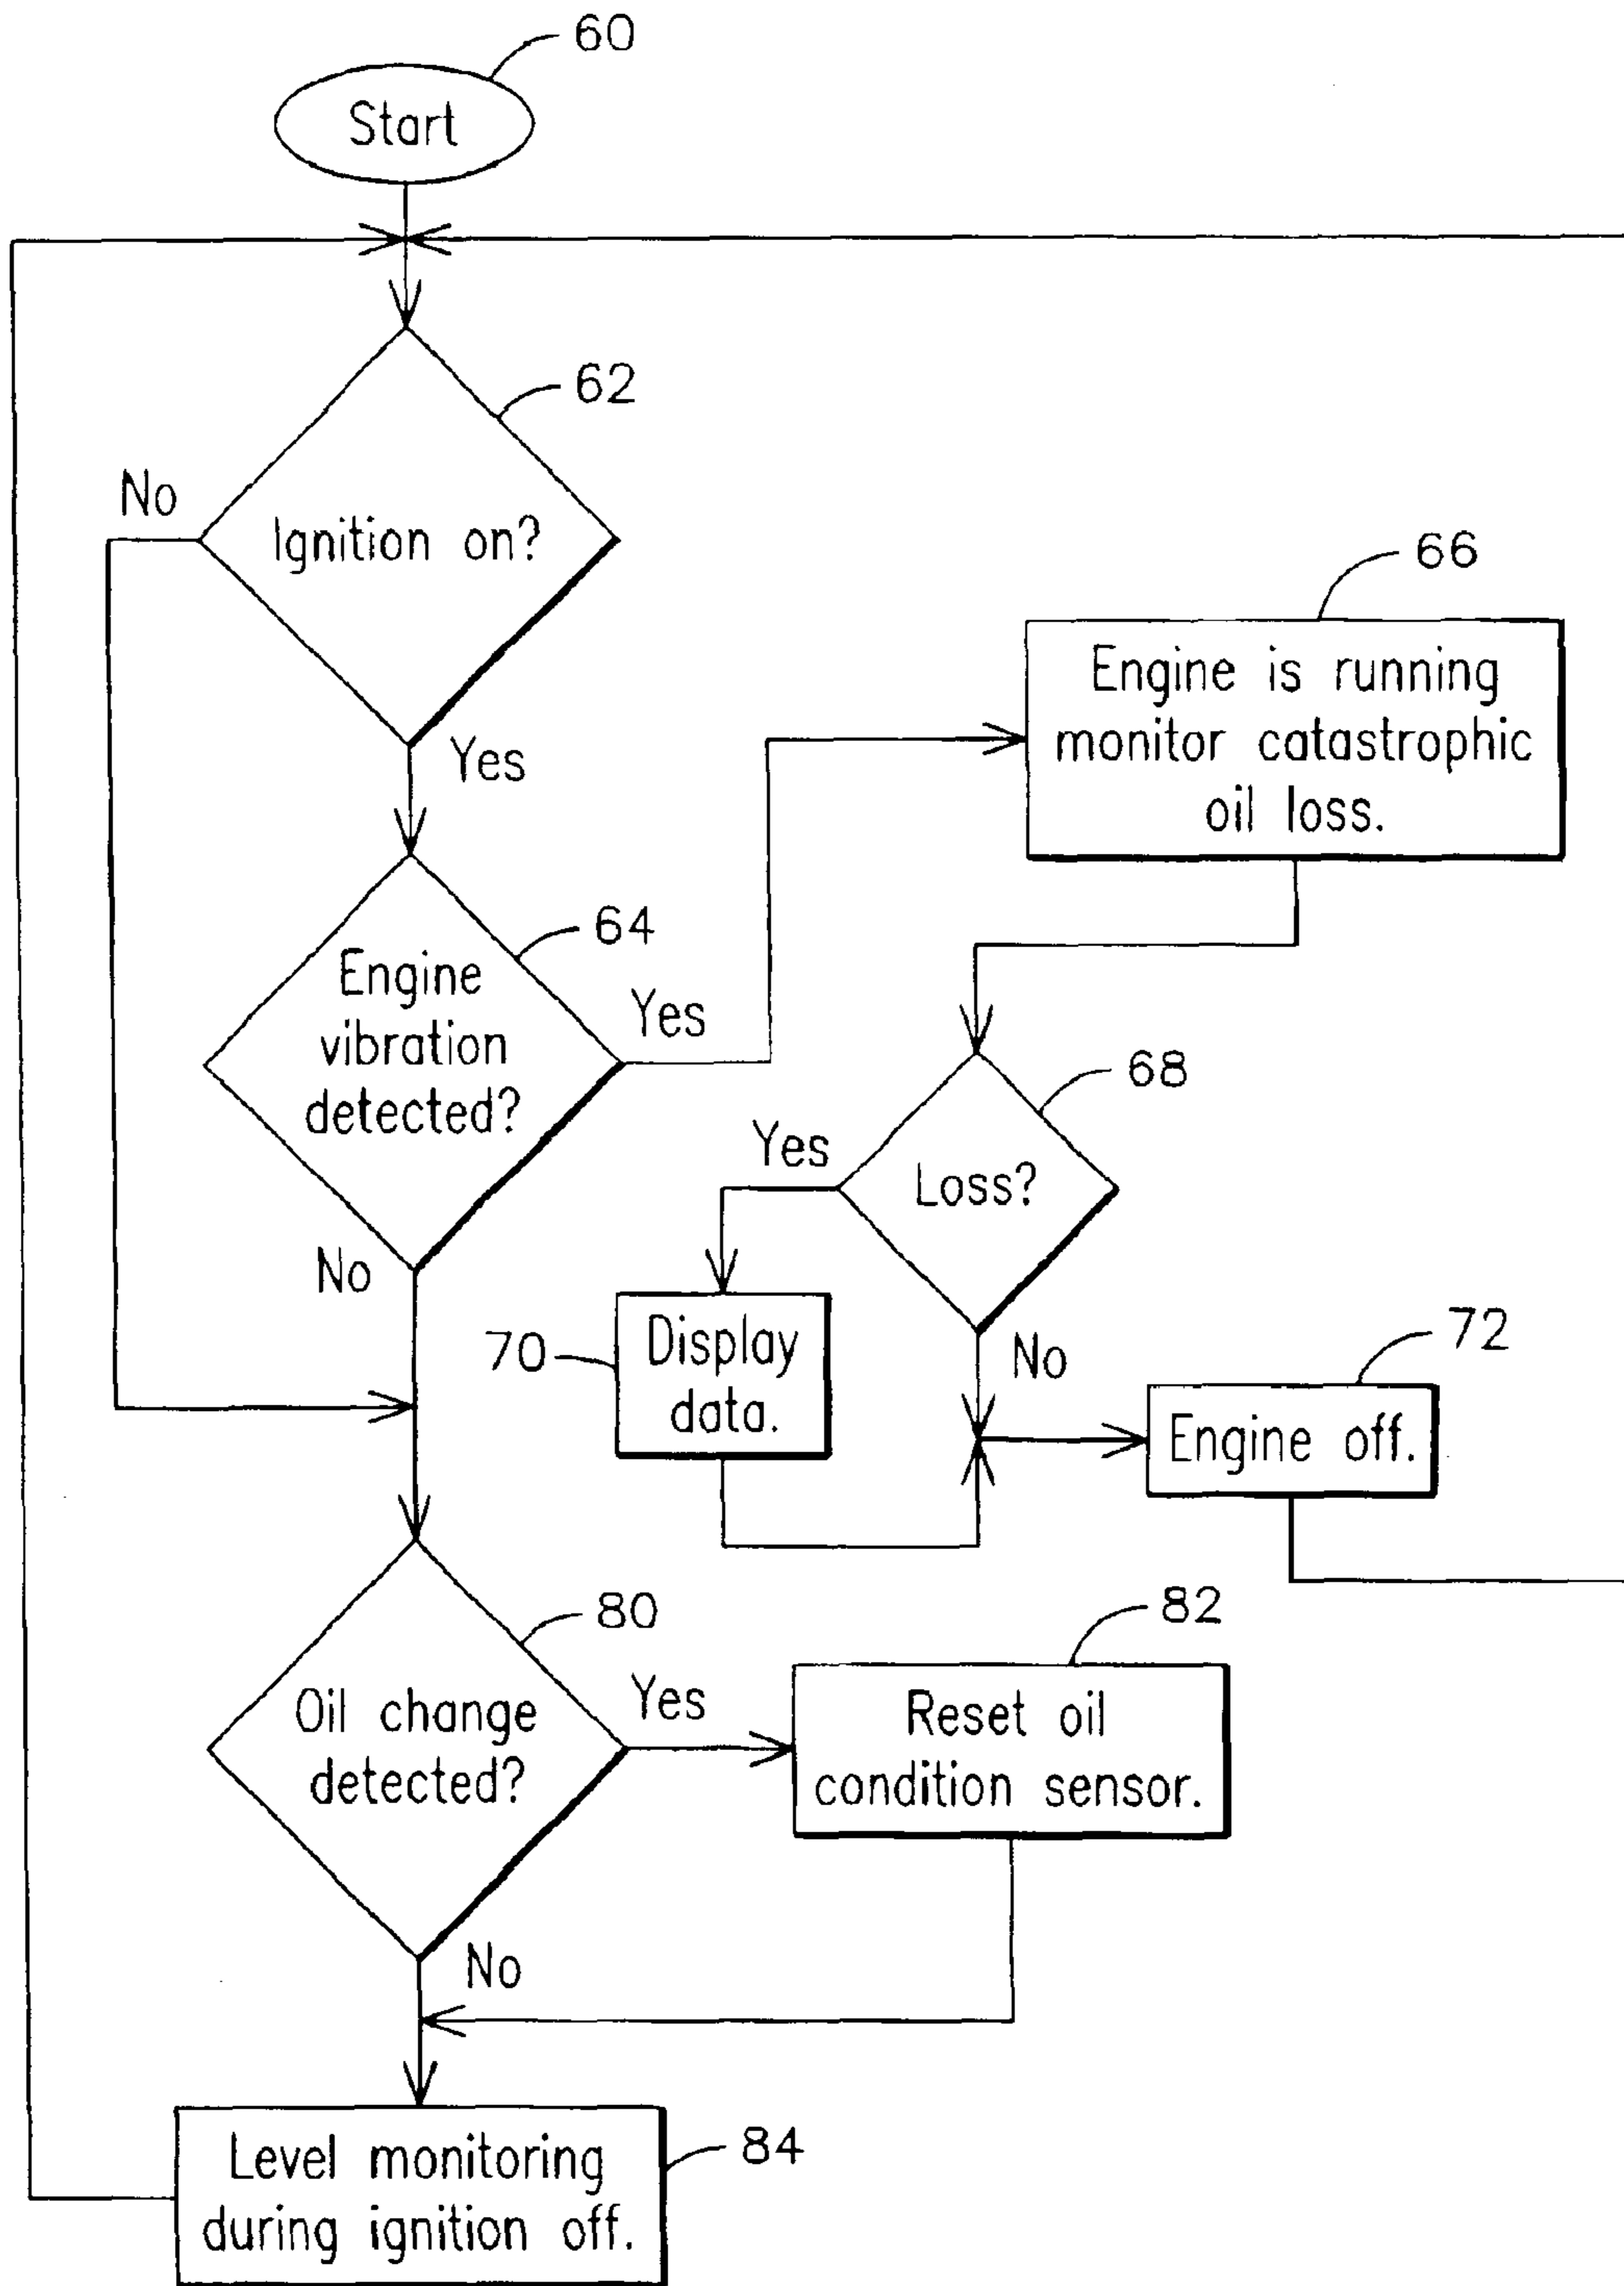 60
Start
62
No
Ignition on?
Yes
66
Engine is running
monitor catastrophic
oil loss.
64
Engine
vibration
detected?
Yes
No
68
Yes
Loss?
No
70
Display
data.
72
Engine off.
80
Oil change
detected?
Yes
No
82
Reset oil
condition sensor.
84
Level monitoring
during ignition off.